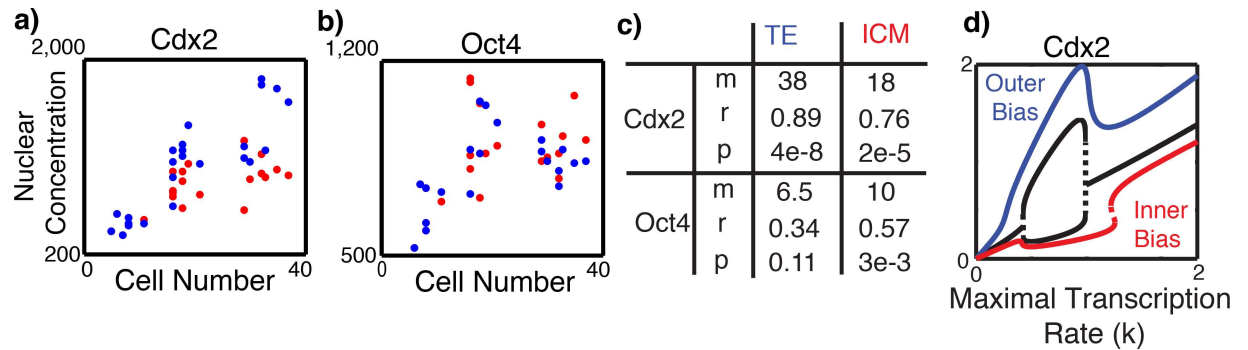 a)
Cdx2
2,000
200
Nuclear
Concentration
0
40
Cell Number
b)
Oct4
1,200
500
0
40
Cell Number
c)
TE ICM
Cdx2
m 38 18
r 0.89 0.76
p 4e-8 2e-5
Oct4
m 6.5 10
r 0.34 0.57
p 0.11 3e-3
d)
Cdx2
2
0
Outer
Bias
Inner
Bias
0
2
Maximal Transcription
Rate (k)